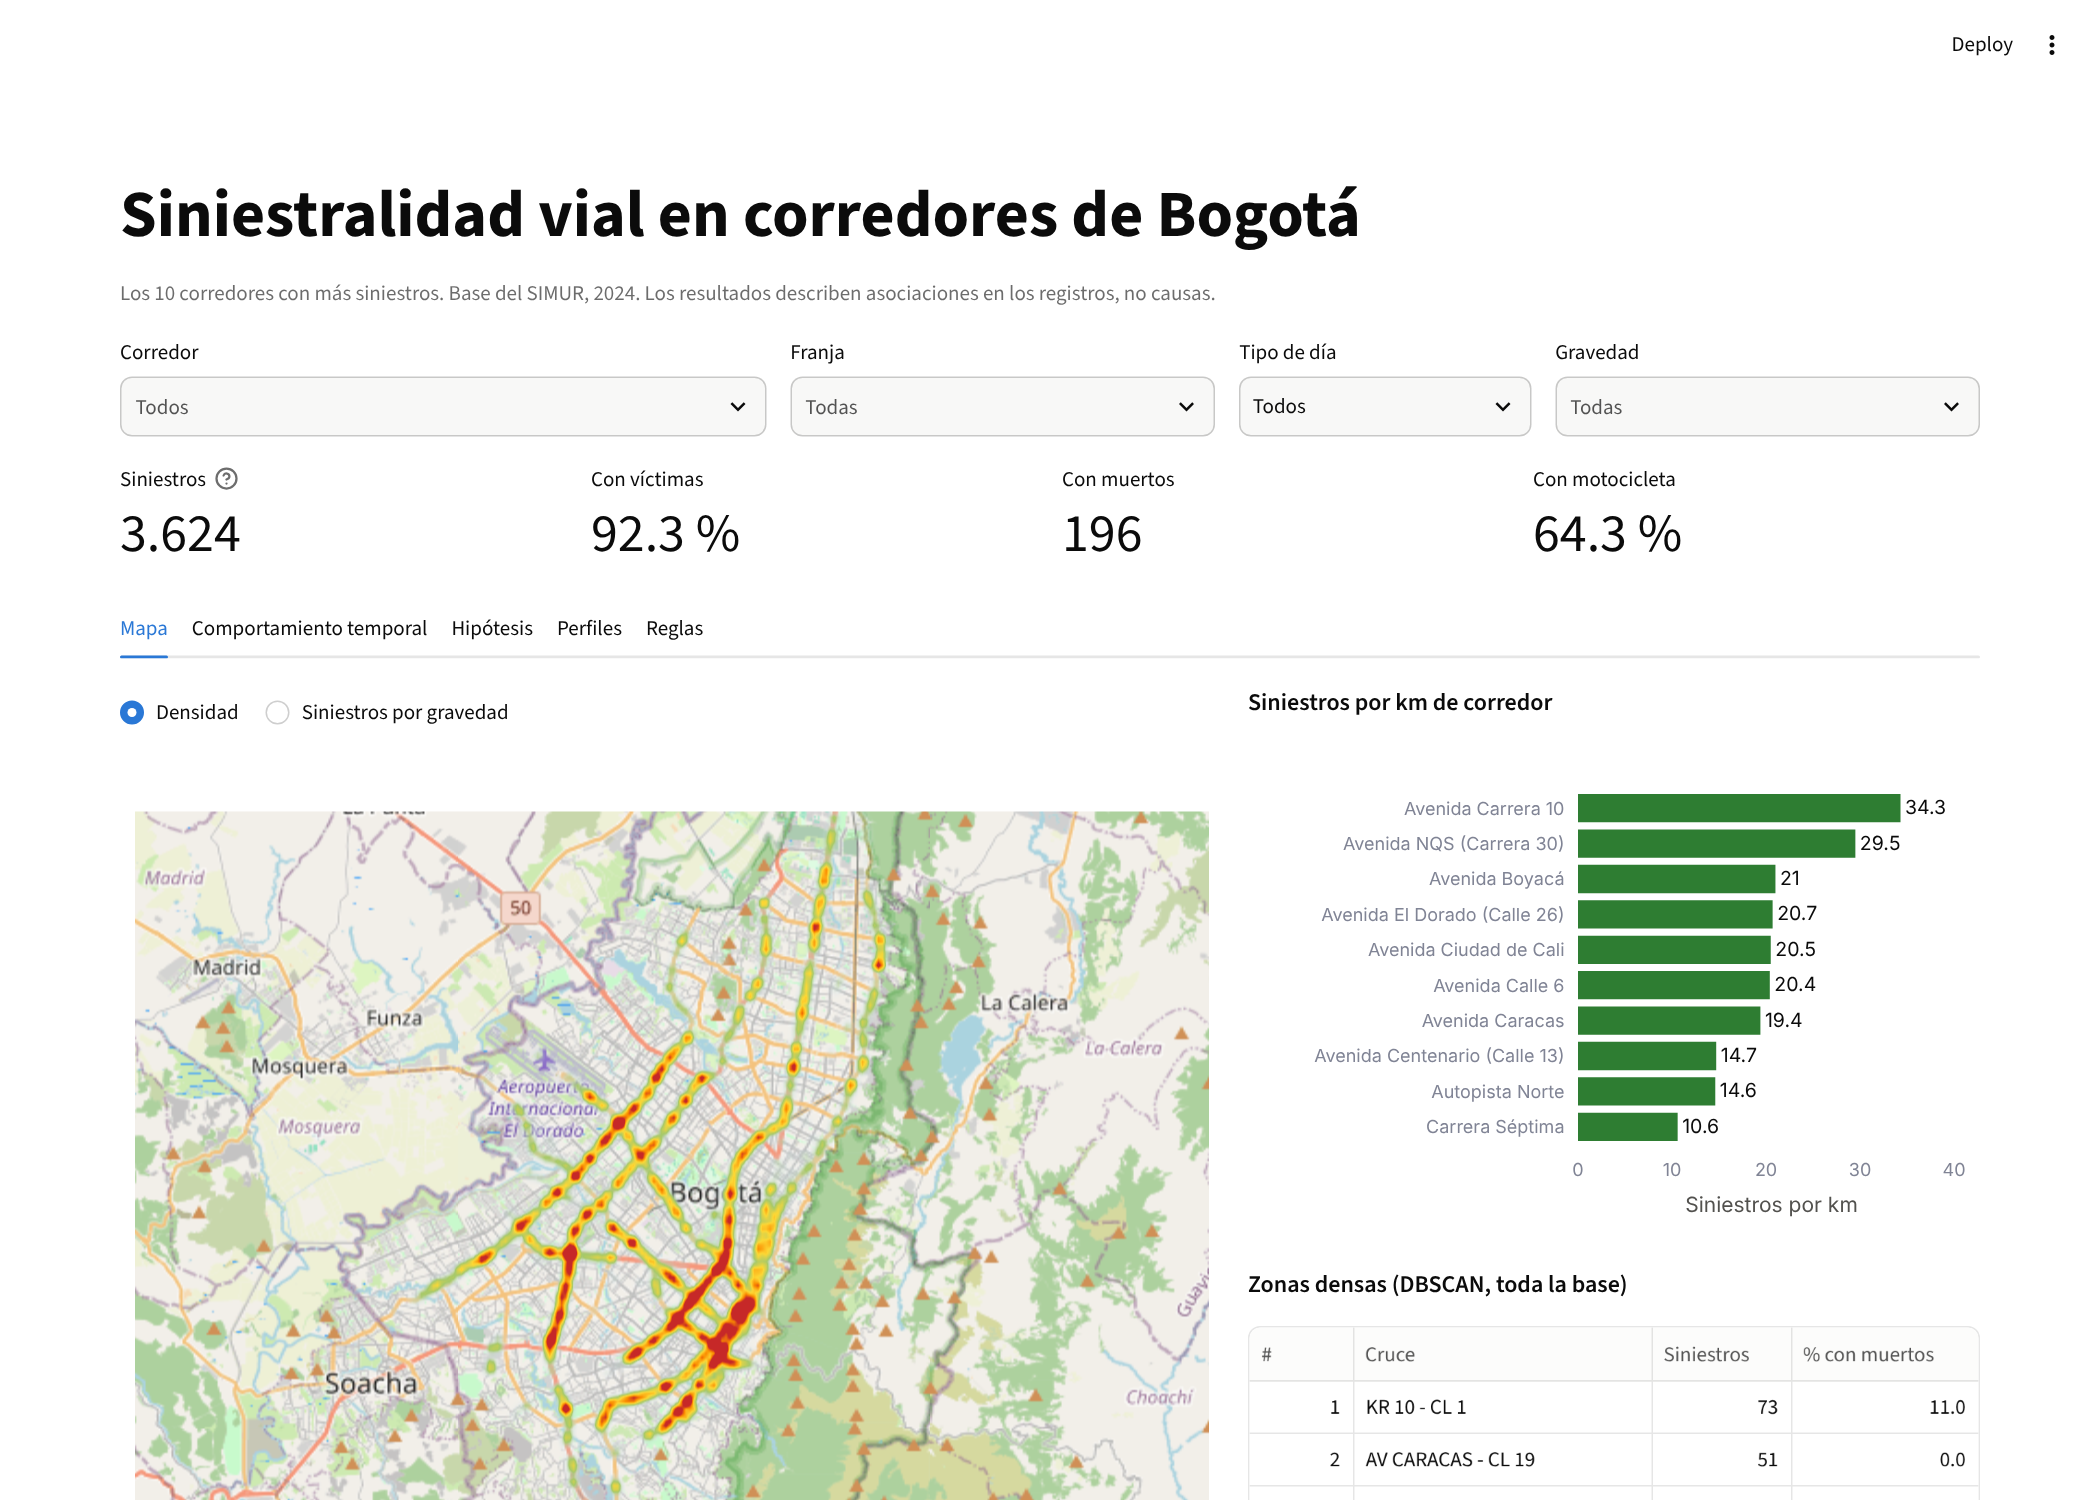 Deploy
Siniestralidad vial en corredores de Bogotá
Los 10 corredores con más siniestros. Base del SIMUR, 2024. Los resultados describen asociaciones en los registros, no causas.
Corredor Franja Tipo de día Gravedad
Todos Todas Todos Todas
Siniestros Con víctimas Con muertos Con motocicleta
3.624 92.3 % 196 64.3 %
Mapa Comportamiento temporal Hipótesis Perfiles Reglas
Densidad Siniestros por gravedad
Madrid
50
Madrid
Funza
Mosquera
Mosquera
Aeropuerto
Internacional
El Dorado
La Calera
La Calera
Bogotá
Soacha
Choachí
Siniestros por km de corredor
Avenida Carrera 10 34.3
Avenida NQS (Carrera 30) 29.5
Avenida Boyacá 21
Avenida El Dorado (Calle 26) 20.7
Avenida Ciudad de Cali 20.5
Avenida Calle 6 20.4
Avenida Caracas 19.4
Avenida Centenario (Calle 13) 14.7
Autopista Norte 14.6
Carrera Séptima 10.6
0 10 20 30 40
Siniestros por km
Zonas densas (DBSCAN, toda la base)
# Cruce Siniestros % con muertos
1 KR 10 - CL 1 73 11.0
2 AV CARACAS - CL 19 51 0.0